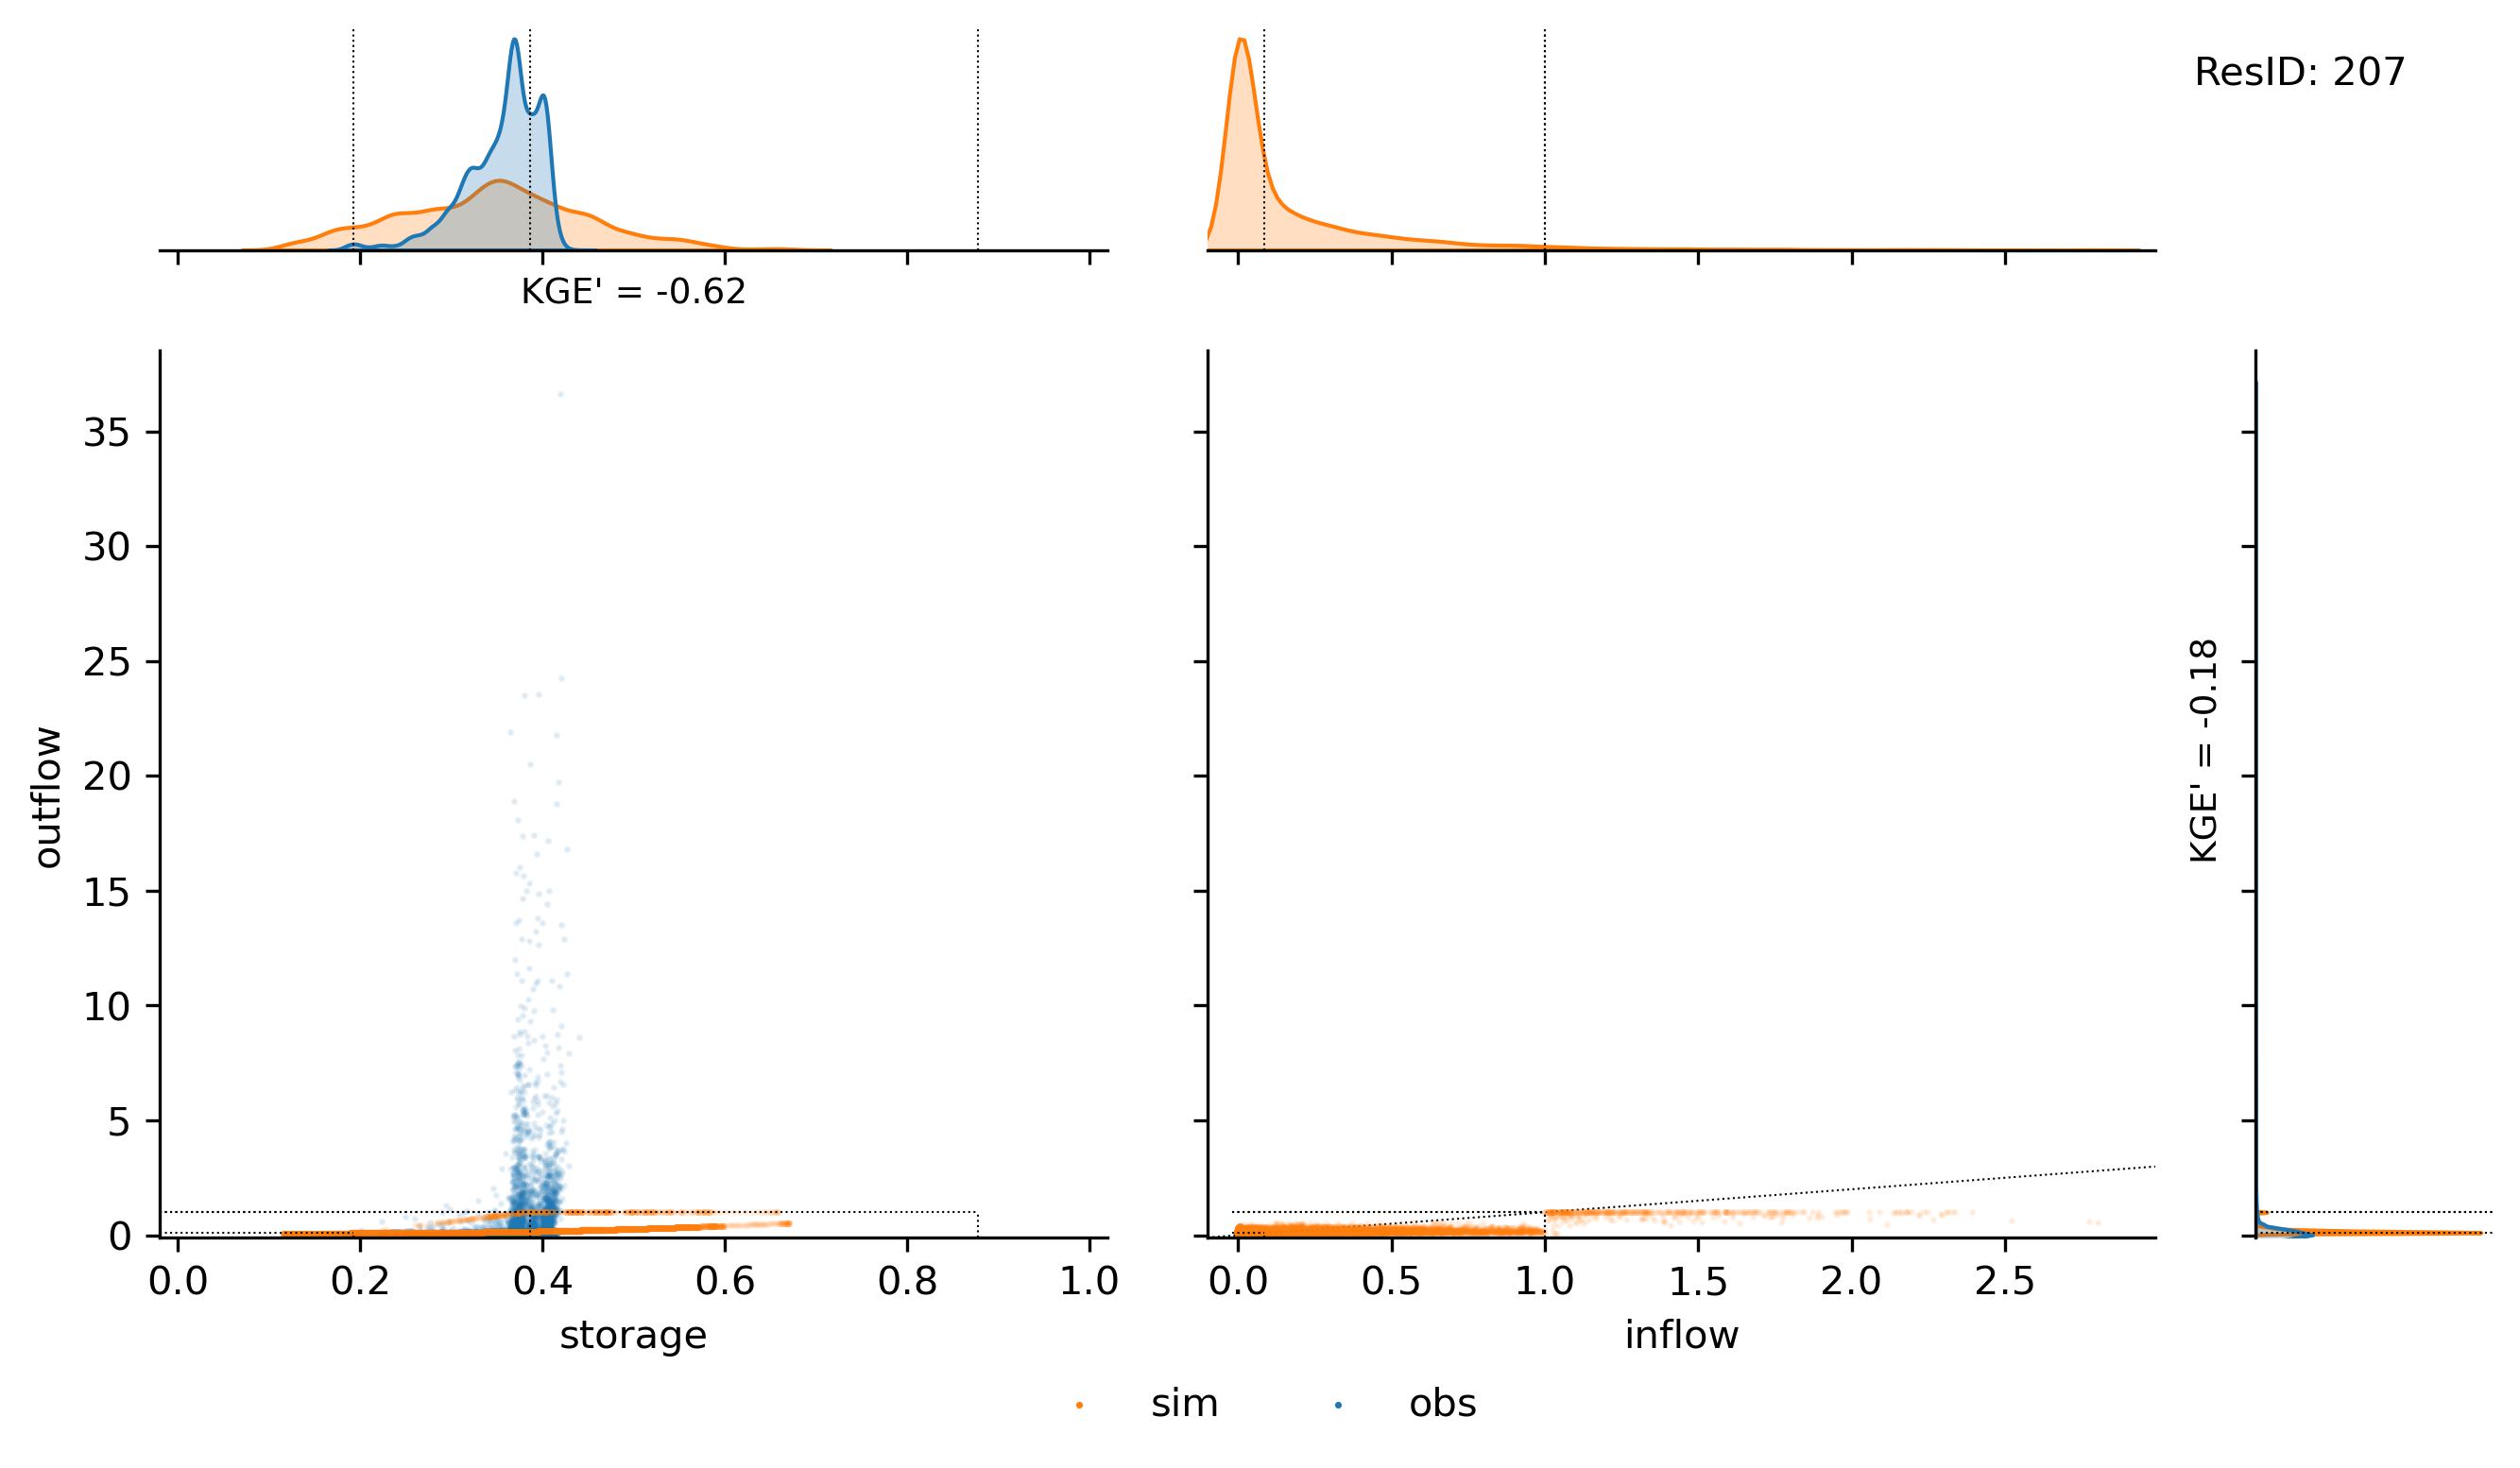 ResID: 207
KGE' = -0.62
35
30
25
20
15
10
5
0
outflow
KGE' = -0.18
0.0 0.2 0.4 0.6 0.8 1.0
0.0 0.5 1.0 1.5 2.0 2.5
storage
inflow
sim obs